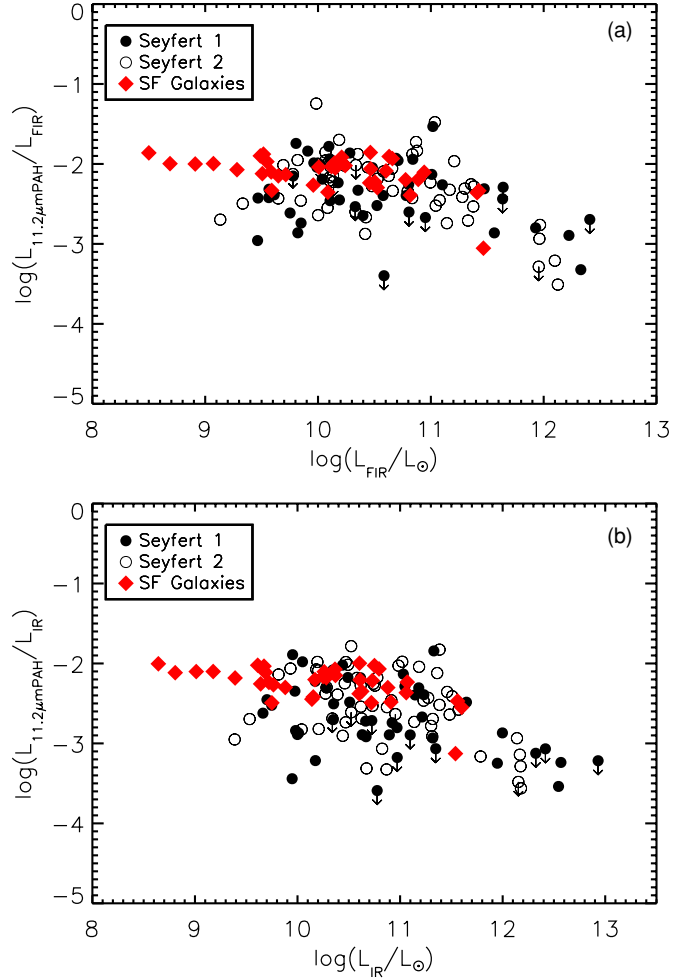 0
(a)
Seyfert 1
Seyfert 2
SF Galaxies
−1
−2
−3
−4
−5
log(L11.2μmPAH/LFIR)
8 9 10 11 12 13
log(LFIR/L⊙)
0
(b)
Seyfert 1
Seyfert 2
SF Galaxies
−1
−2
−3
−4
−5
log(L11.2μmPAH/LIR)
8 9 10 11 12 13
log(LIR/L⊙)